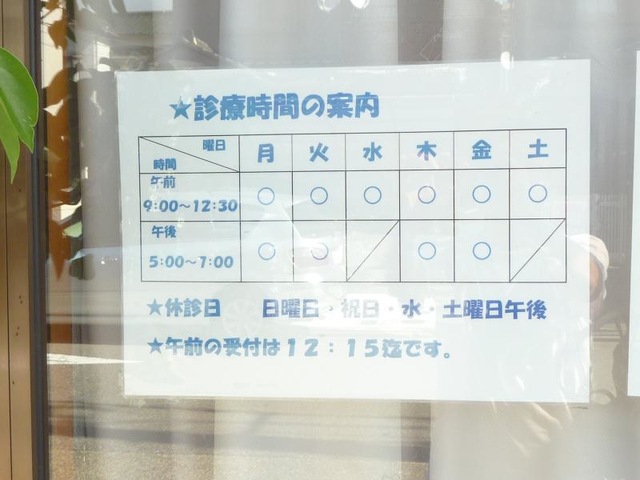 ★診療時間の案内
曜日 月 火 水 木 金 土
時間
午前
9:00~12:30 ○ ○ ○ ○ ○ ○
午後
5:00~7:00 ○ ○ ○ ○
★休診日 日曜日・祝日・水・土曜日午後
★午前の受付は12:15迄です。